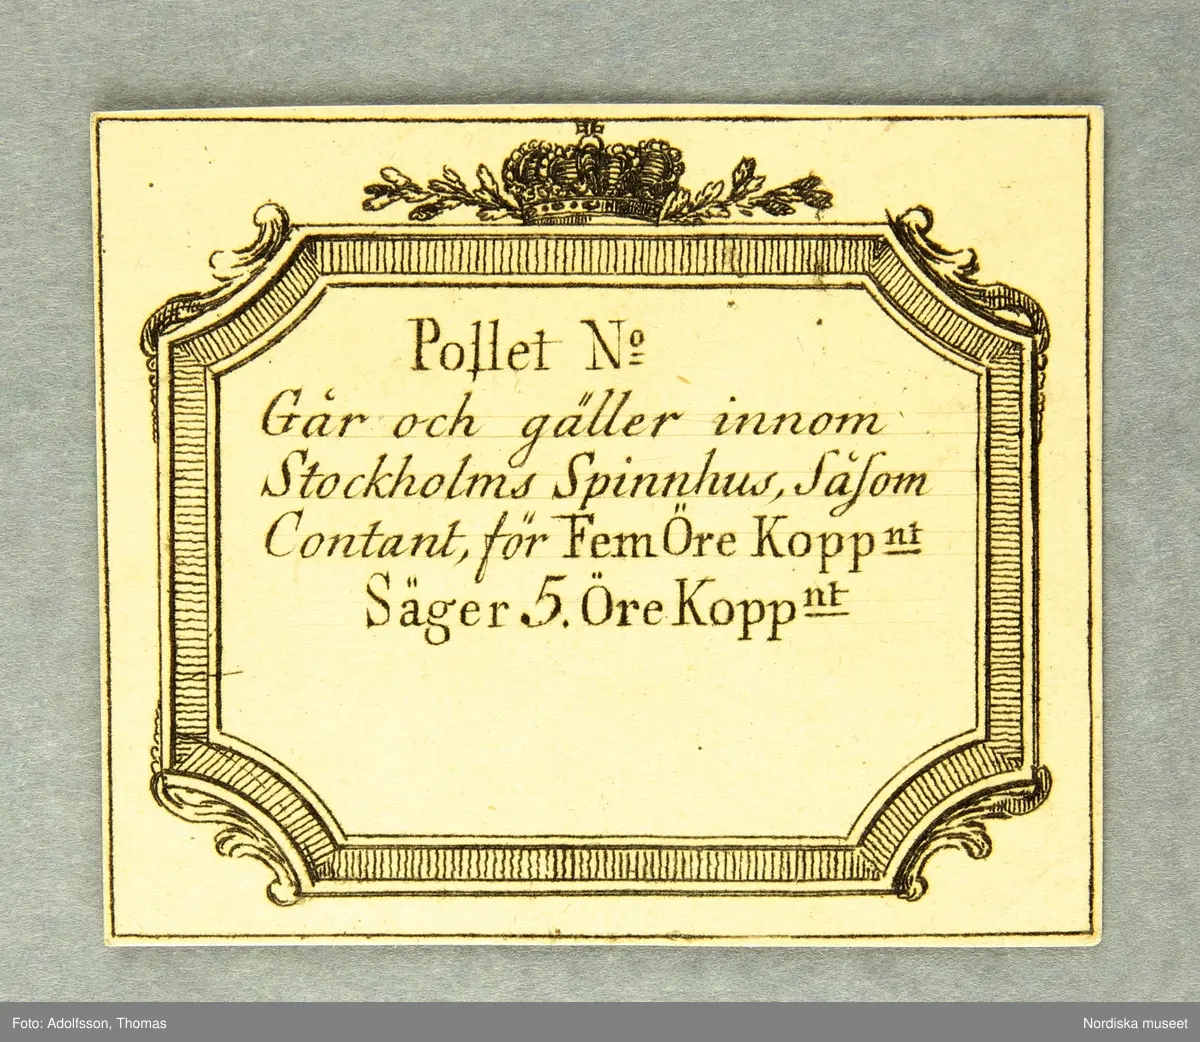 Pollet Nº
Går och gäller innom
Stockholms Spinnhus, ſåſom
Contant, för Fem Öre Koppnt
Säger 5. Öre Koppnt
Foto: Adolfsson, Thomas
Nordiska museet